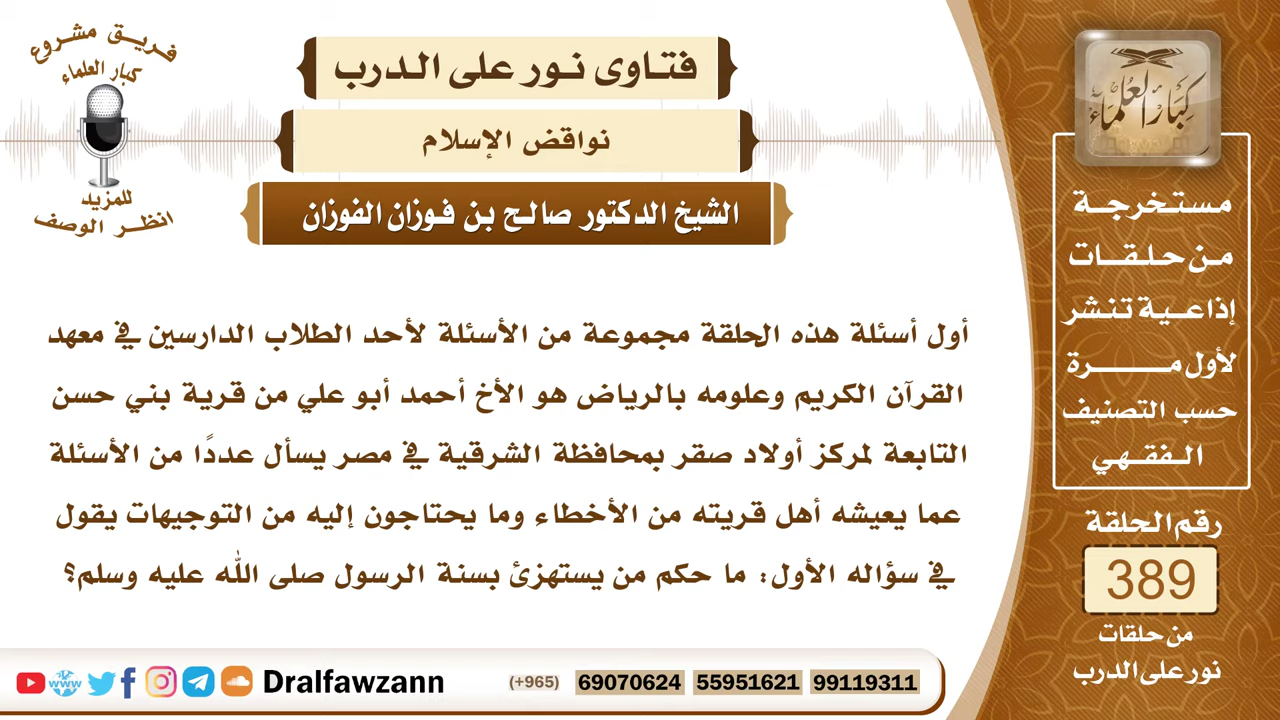 فريق مشروع
كبار العلماء
للمزيد
انظر الوصف
فتاوى نور على الدرب
نواقض الإسلام
الشيخ الدكتور صالح بن فوزان الفوزان
أول أسئلة هذه الحلقة مجموعة من الأسئلة لأحد الطلاب الدارسين في معهد
القرآن الكريم وعلومه بالرياض هو الأخ أحمد أبو علي من قرية بني حسن
التابعة لمركز أولاد صقر بمحافظة الشرقية في مصر يسأل عددًا من الأسئلة
عما يعيشه أهل قريته من الأخطاء وما يحتاجون إليه من التوجيهات يقول
في سؤاله الأول: ما حكم من يستهزئ بسنة الرسول صلى الله عليه وسلم؟
كِبَارُ العُلَمَاءِ
مستخرجة
من حلقات
إذاعية تنشر
لأول مرة
حسب التصنيف
الفقهي
رقم الحلقة
389
من حلقات
نور على الدرب
www
Dralfawzann
(+965) 69070624 55951621 99119311